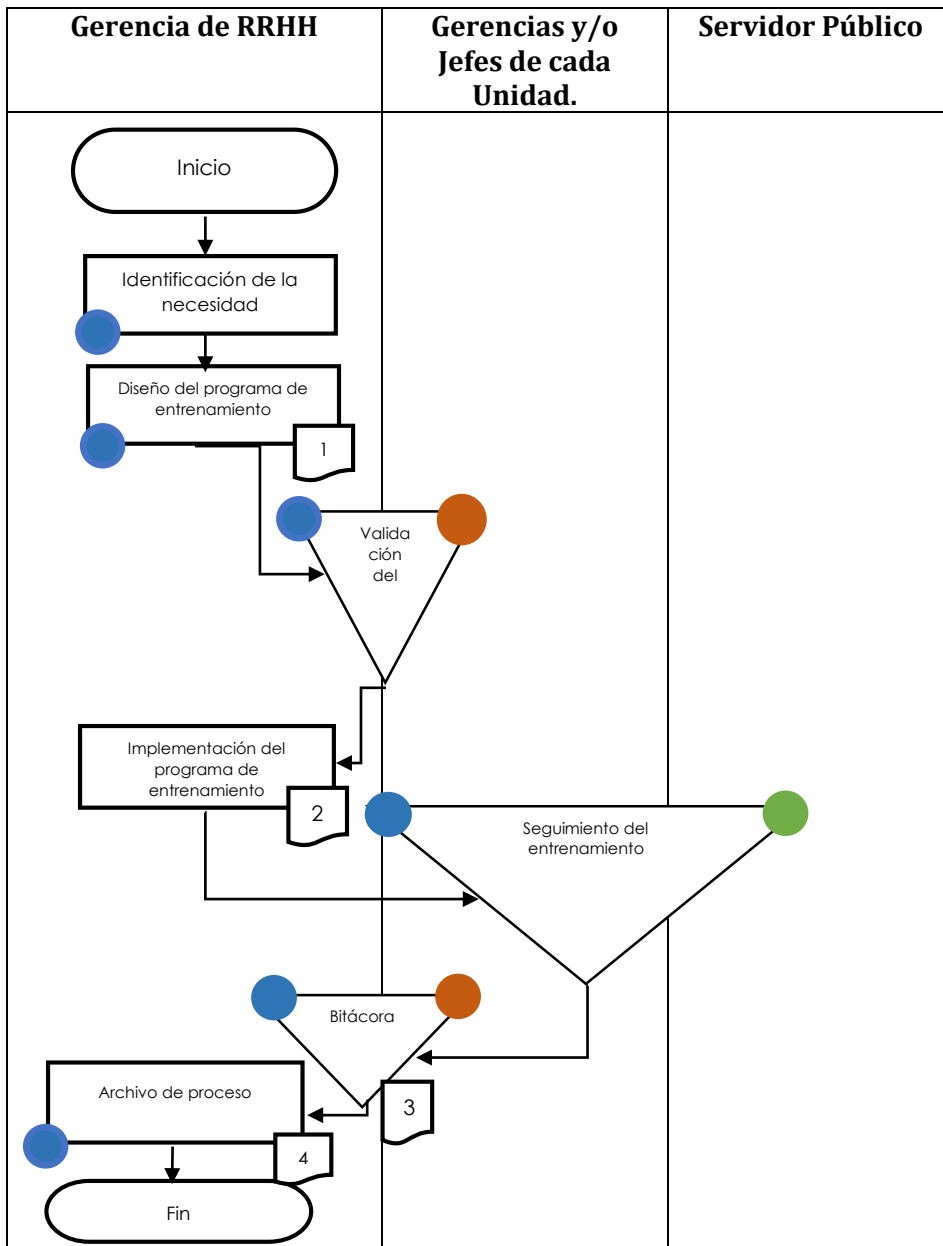 Gerencia de RRHH
Gerencias y/o
Jefes de cada
Unidad.
Servidor Público
Inicio
Identificación de la
necesidad
Diseño del programa de
entrenamiento
1
Valida
ción
del
Implementación del
programa de
entrenamiento
2
Seguimiento del
entrenamiento
Bitácora
3
Archivo de proceso
4
Fin